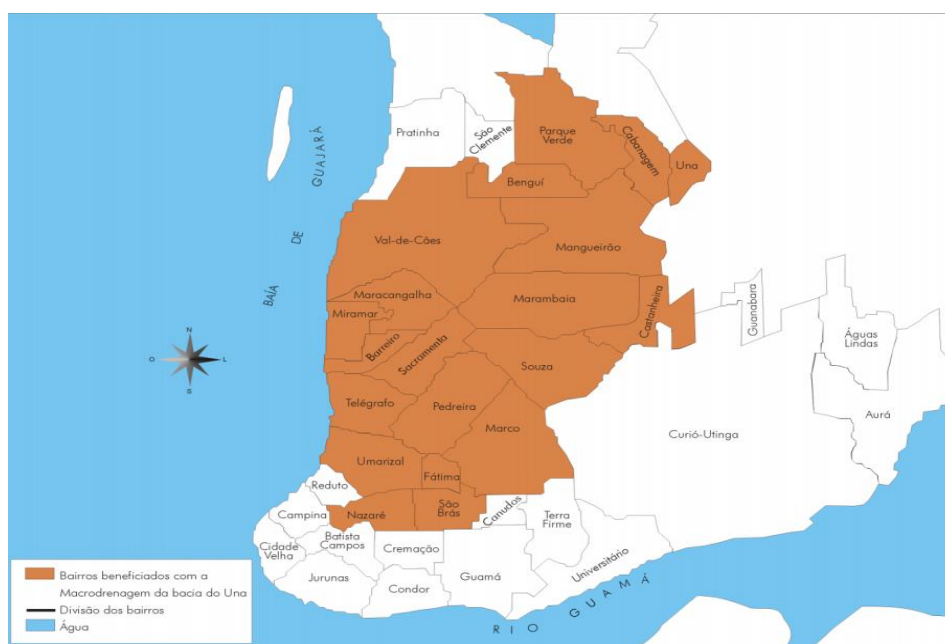 Pratinha
São
Clemente
Parque
Verde
Cabanagem
Una
Benguí
BAÍA DE GUAJARÁ
Val-de-Cães
Mangueirão
Maracangalha
Marambaia
Castanheira
Guanabara
Miramar
Águas
Lindas
Barreiro
Sacramenta
Souza
N
O
L
S
Telégrafo
Pedreira
Marco
Aurá
Curió-Utinga
Umarizal
Fátima
Reduto
Campina
Nazaré
São
Brás
Canudos
Terra
Firme
Cidade
Velha
Batista
Campos
Cremação
Universitário
Jurunas
Condor
Guamá
RIO GUAMÁ
Bairros beneficiados com a
Macrodrenagem da bacia do Una
Divisão dos bairros
Água